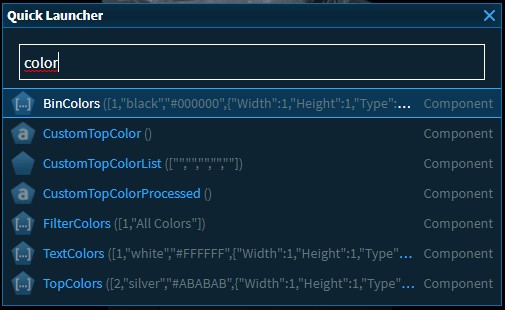 Quick Launcher
color
[...] BinColors ([1,"black","#000000",{"Width":1,"Height":1,"Type":... Component
a CustomTopColor ()
CustomTopColorList (["","","","",""]) Component
a CustomTopColorProcessed () Component
[...] FilterColors ([1,"All Colors"]) Component
[...] TextColors ([1,"white","#FFFFFF",{"Width":1,"Height":1,"Type"... Component
[...] TopColors ([2,"silver","#ABABAB",{"Width":1,"Height":1,"Type"... Component